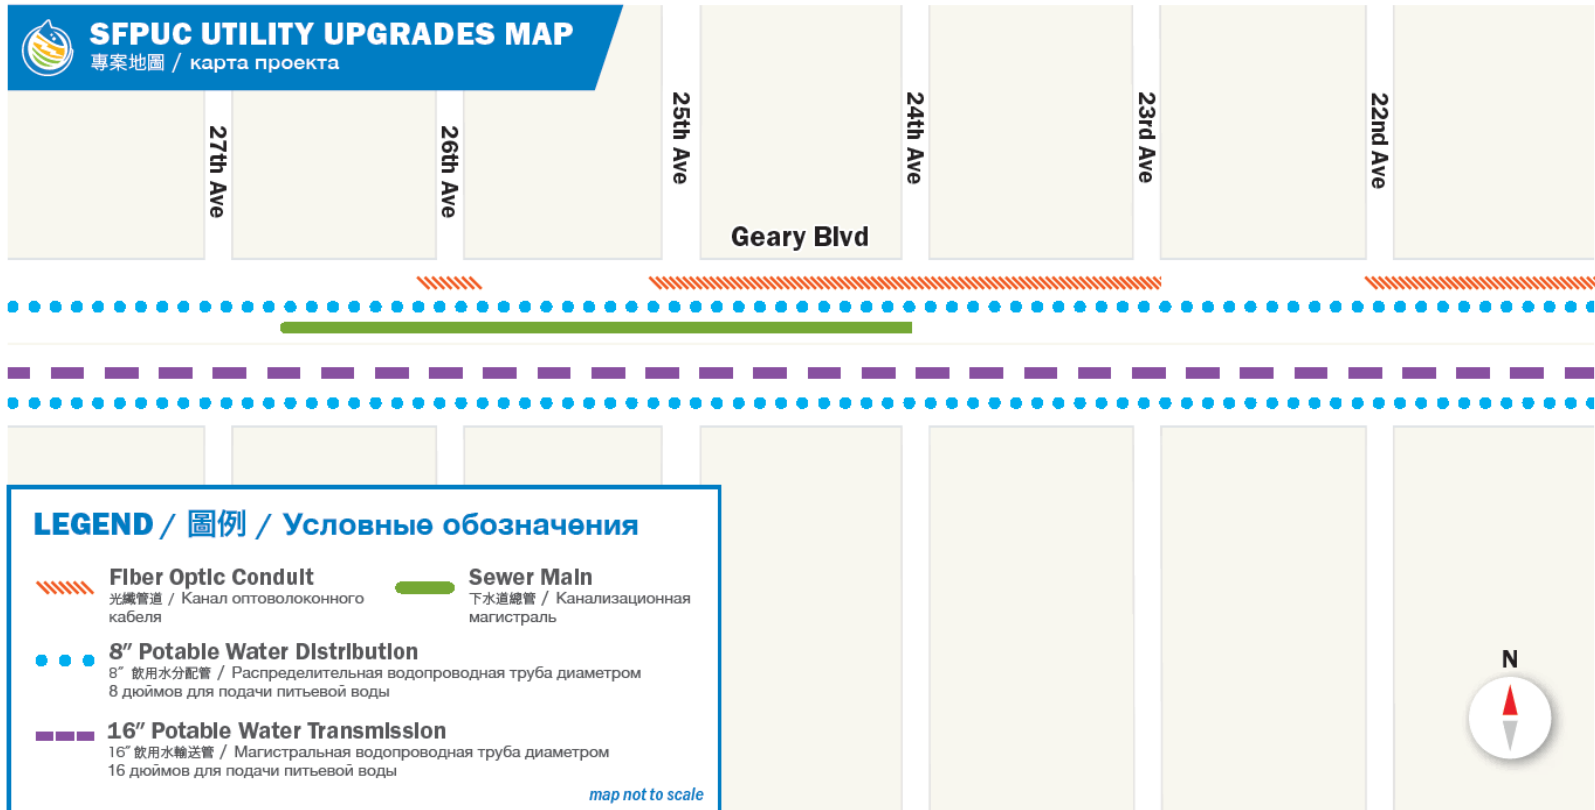 SFPUC UTILITY UPGRADES MAP
專案地圖 / карта проекта
27th Ave
26th Ave
25th Ave
24th Ave
23rd Ave
22nd Ave
Geary Blvd
LEGEND / 圖例 / Условные обозначения
Fiber Optic Conduit
光纖管道 / Канал оптоволоконного
кабеля
Sewer Main
下水道總管 / Канализационная
магистраль
8″ Potable Water Distribution
8″ 飲用水分配管 / Распределительная водопроводная труба диаметром
8 дюймов для подачи питьевой воды
16″ Potable Water Transmission
16″ 飲用水輸送管 / Магистральная водопроводная труба диаметром
16 дюймов для подачи питьевой воды
map not to scale
N